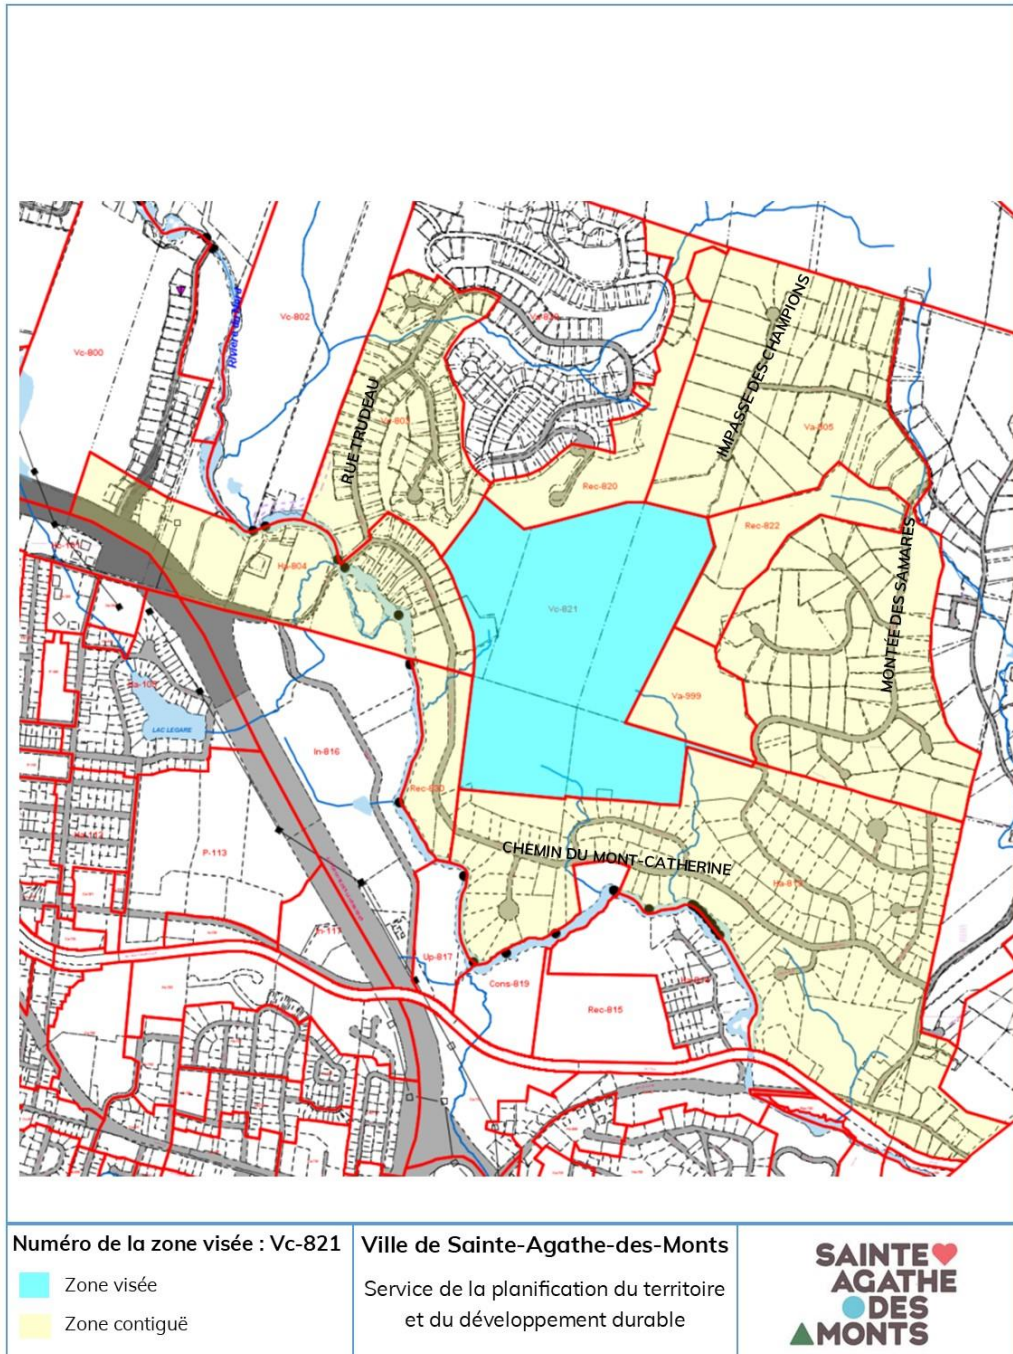 Rivière du Nord
Vc-802
Vc-800
IMPASSE DES CHAMPIONS
RUE TRUDEAU
Va-805
Rec-820
Rec-822
MONTÉE DES SAMARES
Ha-804
Vc-821
Va-999
LAC LEGARE
In-816
P-113
CHEMIN DU MONT-CATHERINE
Up-817
Cons-819
Rec-815
Numéro de la zone visée : Vc-821
Zone visée
Zone contiguë
Ville de Sainte-Agathe-des-Monts
Service de la planification du territoire
et du développement durable
SAINTE
AGATHE
DES
MONTS